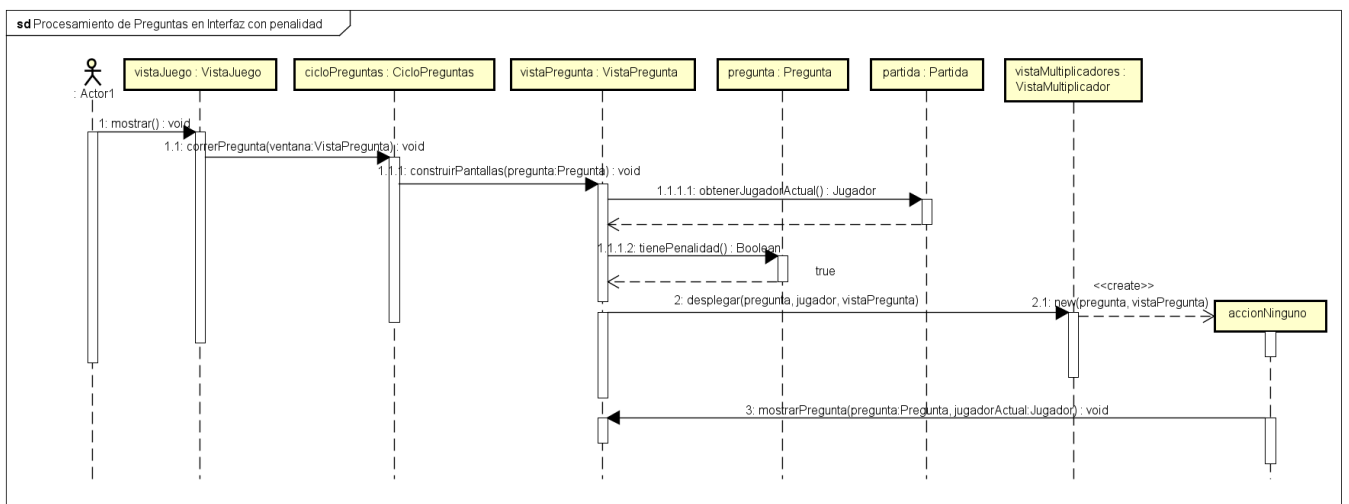 sd Procesamiento de Preguntas en Interfaz con penalidad
: Actor1
vistaJuego : VistaJuego
cicloPreguntas : CicloPreguntas
vistaPregunta : VistaPregunta
pregunta : Pregunta
partida : Partida
vistaMultiplicadores :
VistaMultiplicador
1: mostrar() : void
1.1: correrPregunta(ventana:VistaPregunta) : void
1.1.1: construirPantallas(pregunta:Pregunta) : void
1.1.1.1: obtenerJugadorActual() : Jugador
1.1.1.2: tienePenalidad() : Boolean
true
<<create>>
2: desplegar(pregunta, jugador, vistaPregunta)
2.1: new(pregunta, vistaPregunta)
accionNinguno
3: mostrarPregunta(pregunta:Pregunta, jugadorActual:Jugador) : void